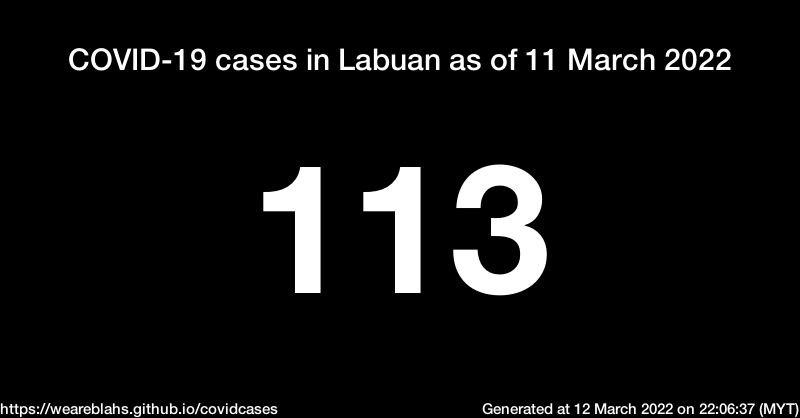 COVID-19 cases in Labuan as of 11 March 2022
113
https://weareblahs.github.io/covidcases
Generated at 12 March 2022 on 22:06:37 (MYT)